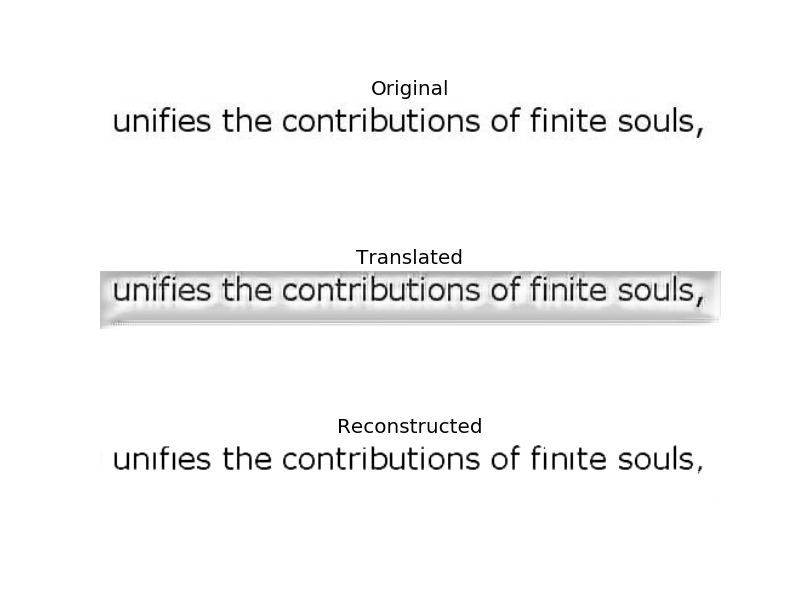 Original
unifies the contributions of finite souls,
Translated
unifies the contributions of finite souls,
Reconstructed
unifies the contributions of finite souls,